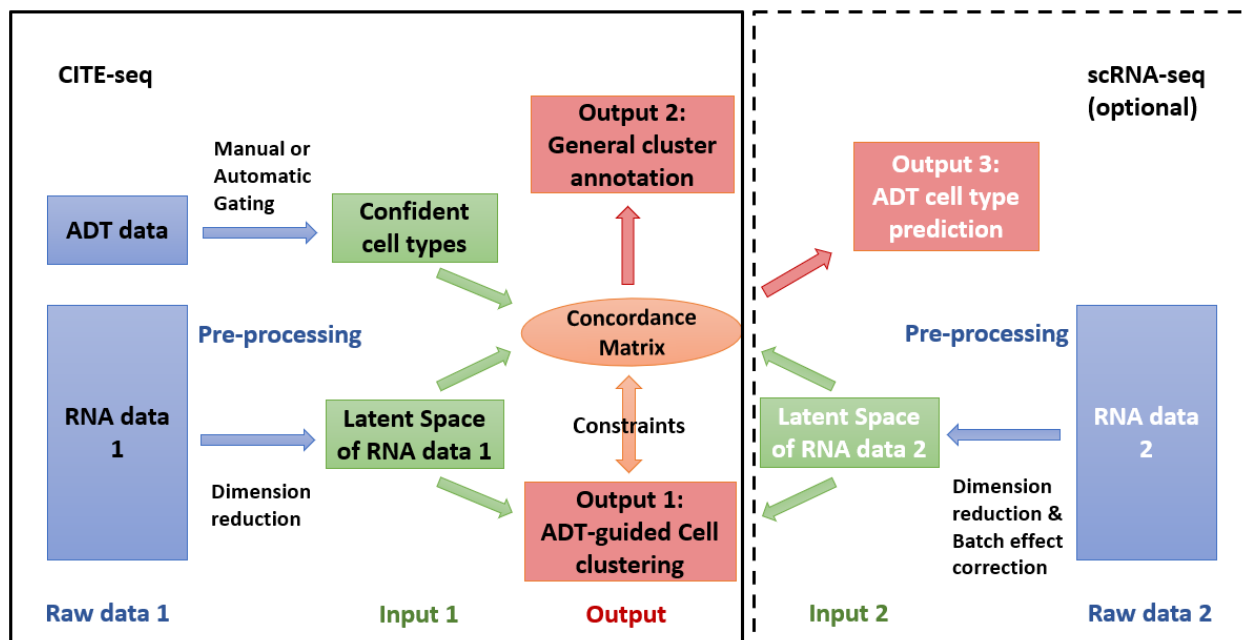 CITE-seq
scRNA-seq
(optional)
Output 2:
General cluster
annotation
Output 3:
ADT cell type
prediction
Manual or
Automatic
Gating
ADT data
Confident
cell types
Concordance
Matrix
Pre-processing
Pre-processing
RNA data
1
Latent Space
of RNA data 1
Constraints
Latent Space
of RNA data 2
RNA data
2
Dimension
reduction
Output 1:
ADT-guided Cell
clustering
Dimension
reduction &
Batch effect
correction
Raw data 1
Input 1
Output
Input 2
Raw data 2